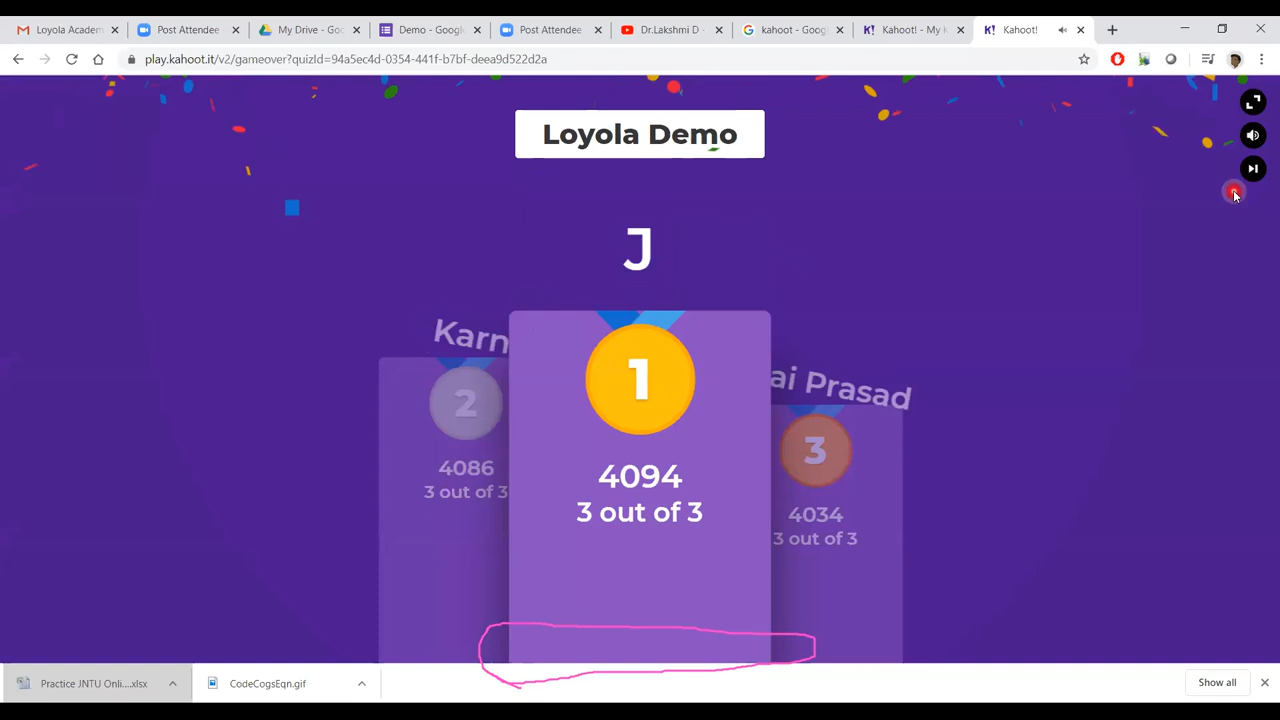 Loyola Academ
Post Attendee
My Drive - Goo
Demo - Google
Post Attendee
Dr.Lakshmi D -
kahoot - Googl
Kahoot! - My K
Kahoot!
play.kahoot.it/v2/gameover?quizId=94a5ec4d-0354-441f-b7bf-deea9d522d2a
Loyola Demo
J
Karn
ai Prasad
1
2
3
4094
3 out of 3
4086
3 out of 3
4034
3 out of 3
Practice JNTU Onli....xlsx
CodeCogsEqn.gif
Show all